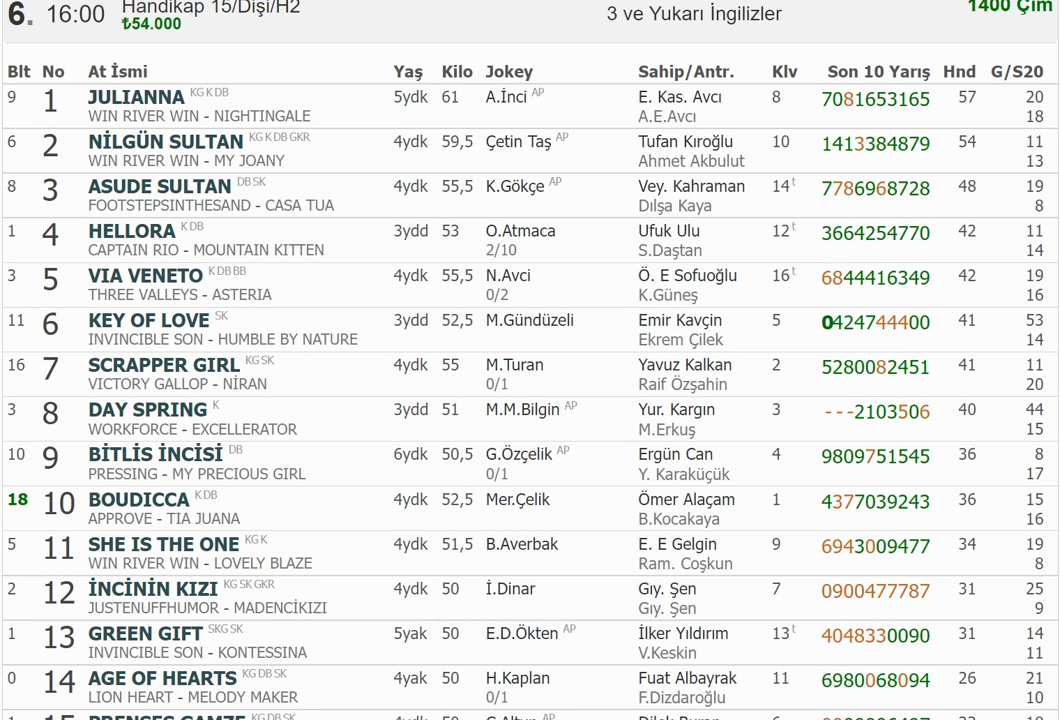 6. 16:00 Handikap 15/Dişi/H2 3 ve Yukarı İngilizler 1400 Çim
₺54.000
Blt No At İsmi Yaş Kilo Jokey Sahip/Antr. Klv Son 10 Yarış Hnd G/S20
9 1 JULIANNA KG K DB 5ydk 61 A.İnci AP E. Kas. Avcı 8 7081653165 57 20
WIN RIVER WIN - NIGHTINGALE A.E.Avcı 18
6 2 NİLGÜN SULTAN KG K DB GKR 4ydk 59,5 Çetin Taş AP Tufan Kıroğlu 10 1413384879 54 11
WIN RIVER WIN - MY JOANY Ahmet Akbulut 13
8 3 ASUDE SULTAN DB SK 4ydk 55,5 K.Gökçe AP Vey. Kahraman 14 t 7786968728 48 19
FOOTSTEPSINTHESAND - CASA TUA Dılşa Kaya 8
1 4 HELLORA K DB 3ydd 53 O.Atmaca Ufuk Ulu 12 t 3664254770 42 11
CAPTAIN RIO - MOUNTAIN KITTEN 2/10 S.Daştan 14
3 5 VIA VENETO K DB BB 4ydk 55,5 N.Avci Ö. E Sofuoğlu 16 t 6844416349 42 19
THREE VALLEYS - ASTERIA 0/2 K.Güneş 16
11 6 KEY OF LOVE SK 3ydd 52,5 M.Gündüzeli Emir Kavçin 5 0424744400 41 53
INVINCIBLE SON - HUMBLE BY NATURE Ekrem Çilek 14
16 7 SCRAPPER GIRL KG SK 4ydk 55 M.Turan Yavuz Kalkan 2 5280082451 41 11
VICTORY GALLOP - NİRAN 0/1 Raif Özşahin 20
3 8 DAY SPRING K 3ydd 51 M.M.Bilgin AP Yur. Kargın 3 ---2103506 40 44
WORKFORCE - EXCELLERATOR M.Erkuş 15
10 9 BİTLİS İNCİSİ DB 6ydk 50,5 G.Özçelik AP Ergün Can 4 9809751545 36 8
PRESSING - MY PRECIOUS GIRL 0/1 Y. Karaküçük 17
18 10 BOUDICCA K DB 4ydk 52,5 Mer.Çelik Ömer Alaçam 1 4377039243 36 15
APPROVE - TIA JUANA B.Kocakaya 16
5 11 SHE IS THE ONE KG K 4ydk 51,5 B.Averbak E. E Gelgin 9 6943009477 34 19
WIN RIVER WIN - LOVELY BLAZE Ram. Coşkun 8
2 12 İNCİNİN KIZI KG SK GKR 4ydk 50 İ.Dinar Gıy. Şen 7 0900477787 31 25
JUSTENUFFHUMOR - MADENCİKIZI Gıy. Şen 9
1 13 GREEN GIFT SKG SK 5yak 50 E.D.Ökten AP İlker Yıldırım 13 t 4048330090 31 14
INVINCIBLE SON - KONTESSINA V.Keskin 11
0 14 AGE OF HEARTS KG DB SK 4yak 50 H.Kaplan Fuat Albayrak 11 6980068094 26 21
LION HEART - MELODY MAKER 0/1 F.Dizdaroğlu 10